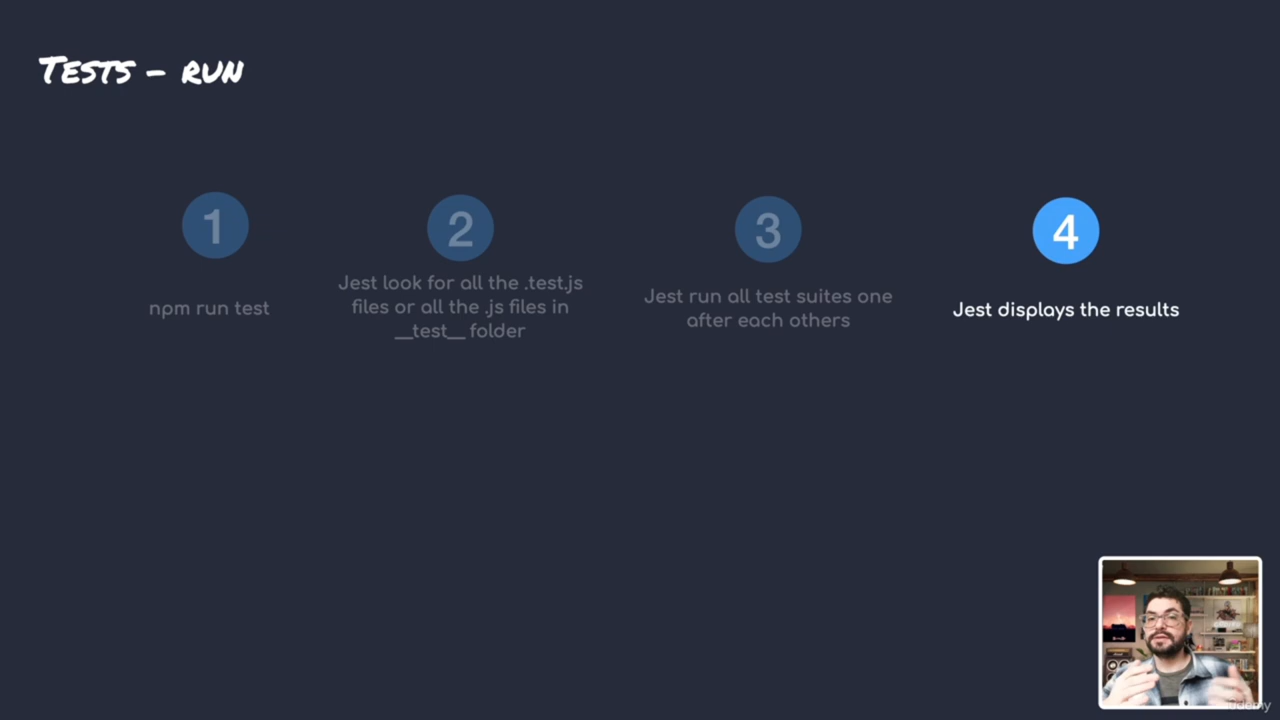 Tests - run
1
2
3
4
npm run test
Jest look for all the .test.js
files or all the .js files in
__test__ folder
Jest run all test suites one
after each others
Jest displays the results
udemy